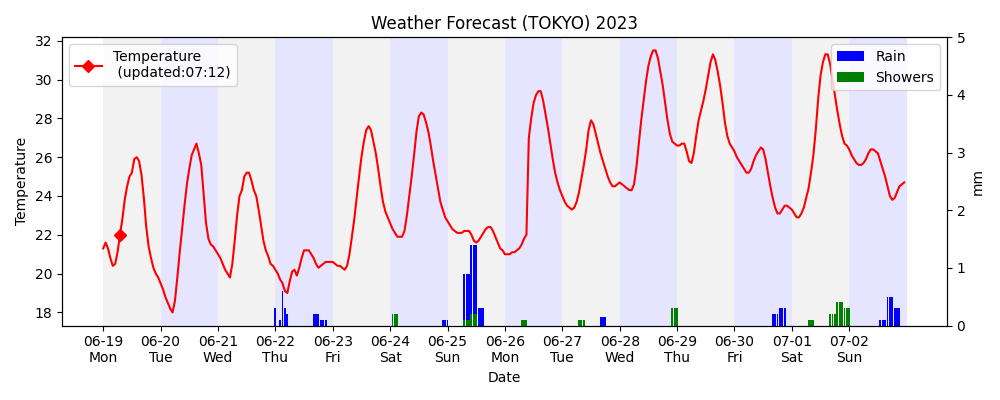 Weather Forecast (TOKYO) 2023
Temperature
(updated:07:12)
Rain
Showers
32
30
28
26
24
22
20
18
Temperature
5
4
3
2
1
0
mm
06-19 06-20 06-21 06-22 06-23 06-24 06-25 06-26 06-27 06-28 06-29 06-30 07-01 07-02
Mon Tue Wed Thu Fri Sat Sun Mon Tue Wed Thu Fri Sat Sun
Date